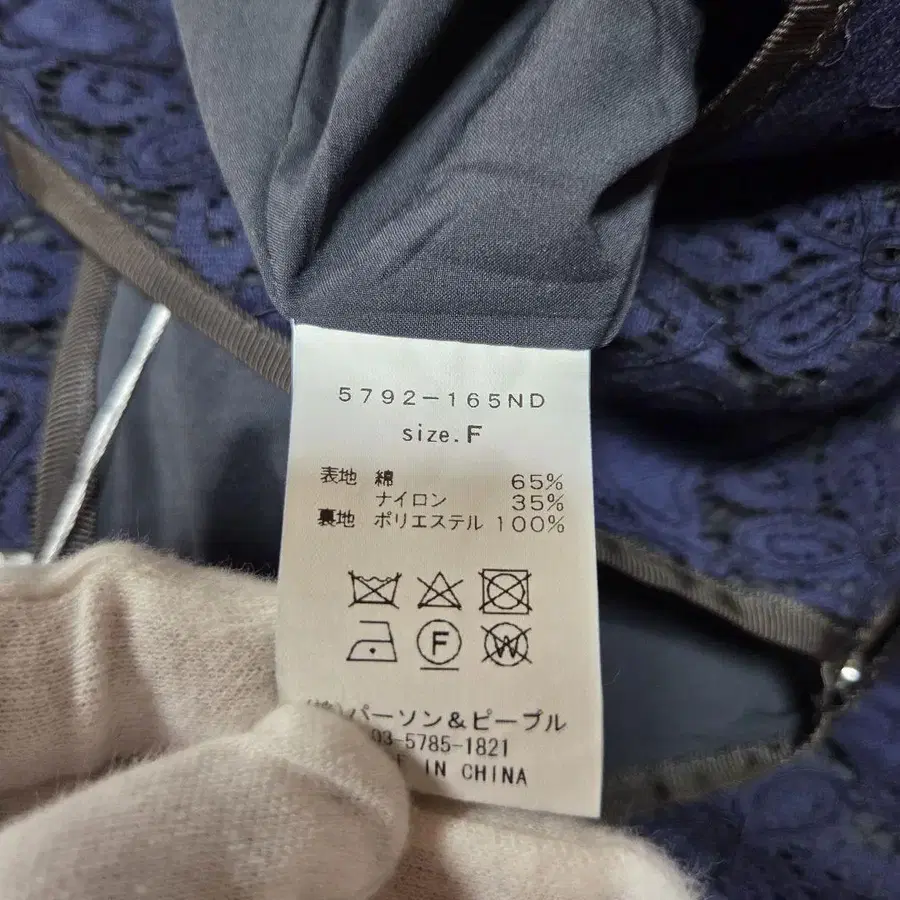 5792-165ND
size.F
表地 綿 65%
ナイロン 35%
裏地 ポリエステル 100%
F W
パーソン&ピープル
03-5785-1821
IN CHINA